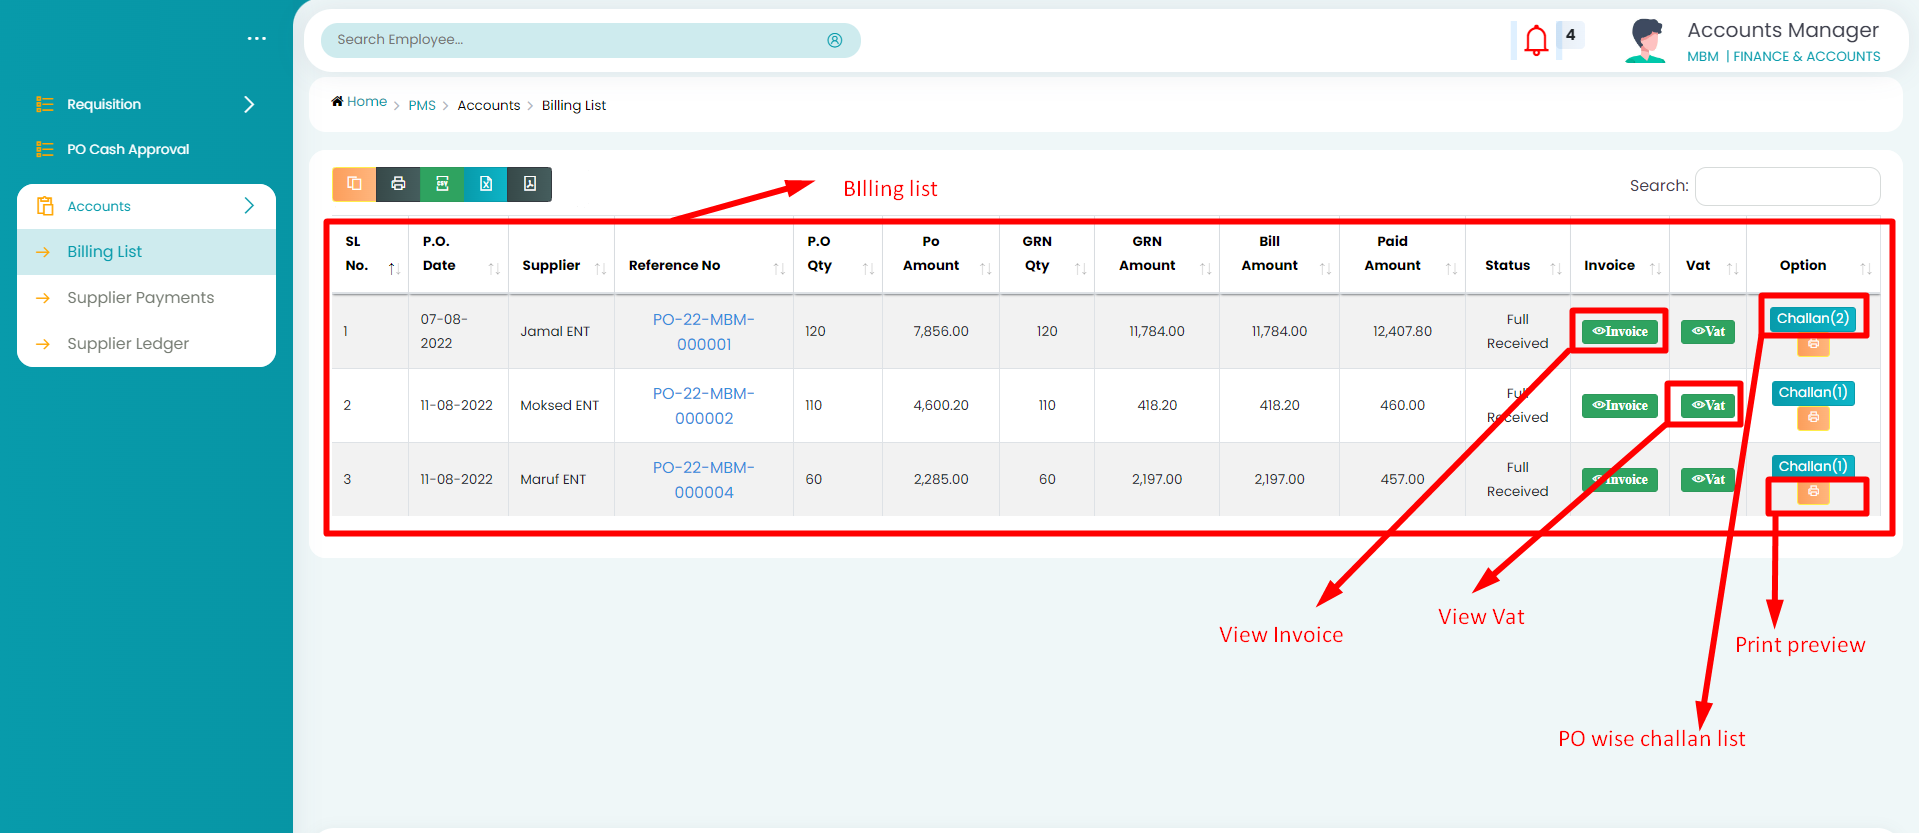 Search Employee...
4
Accounts Manager
MBM | FINANCE & ACCOUNTS
Requisition
PO Cash Approval
Accounts
Billing List
Supplier Payments
Supplier Ledger
Home > PMS > Accounts > Billing List
CSV
BIlling list
Search:
SL No. P.O. Date Supplier Reference No P.O Qty Po Amount GRN Qty GRN Amount Bill Amount Paid Amount Status Invoice Vat Option
1 07-08-2022 Jamal ENT PO-22-MBM-000001 120 7,856.00 120 11,784.00 11,784.00 12,407.80 Full Received Invoice Vat Challan(2)
2 11-08-2022 Moksed ENT PO-22-MBM-000002 110 4,600.20 110 418.20 418.20 460.00 Full Received Invoice Vat Challan(1)
3 11-08-2022 Maruf ENT PO-22-MBM-000004 60 2,285.00 60 2,197.00 2,197.00 457.00 Full Received Invoice Vat Challan(1)
View Invoice
View Vat
Print preview
PO wise challan list